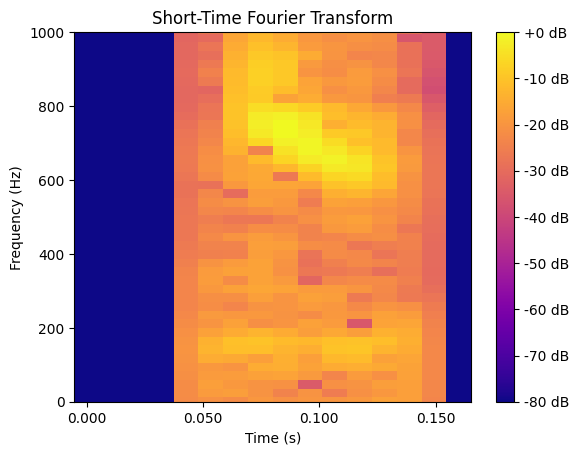 Short-Time Fourier Transform
1000
800
600
400
200
0
Frequency (Hz)
0.000
0.050
0.100
0.150
Time (s)
+0 dB
-10 dB
-20 dB
-30 dB
-40 dB
-50 dB
-60 dB
-70 dB
-80 dB